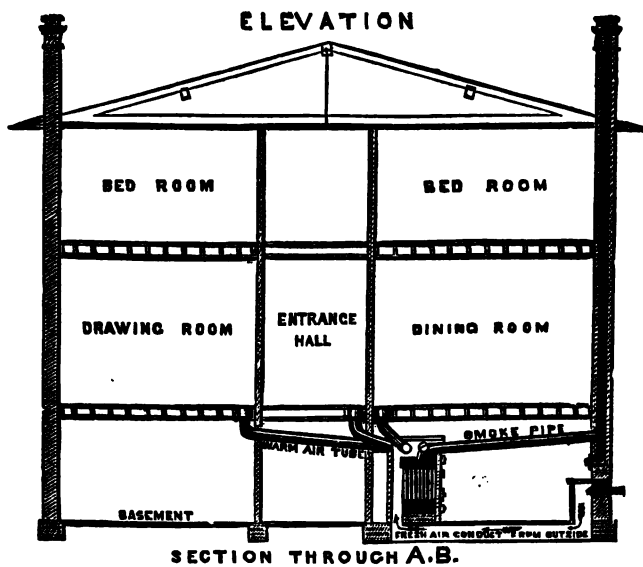 ELEVATION
BED ROOM
BED ROOM
DRAWING ROOM
ENTRANCE
HALL
DINING ROOM
WARM AIR TUBE
SMOKE PIPE
BASEMENT
FRESH AIR CONDUCT FROM OUTSIDE
SECTION THROUGH A.B.